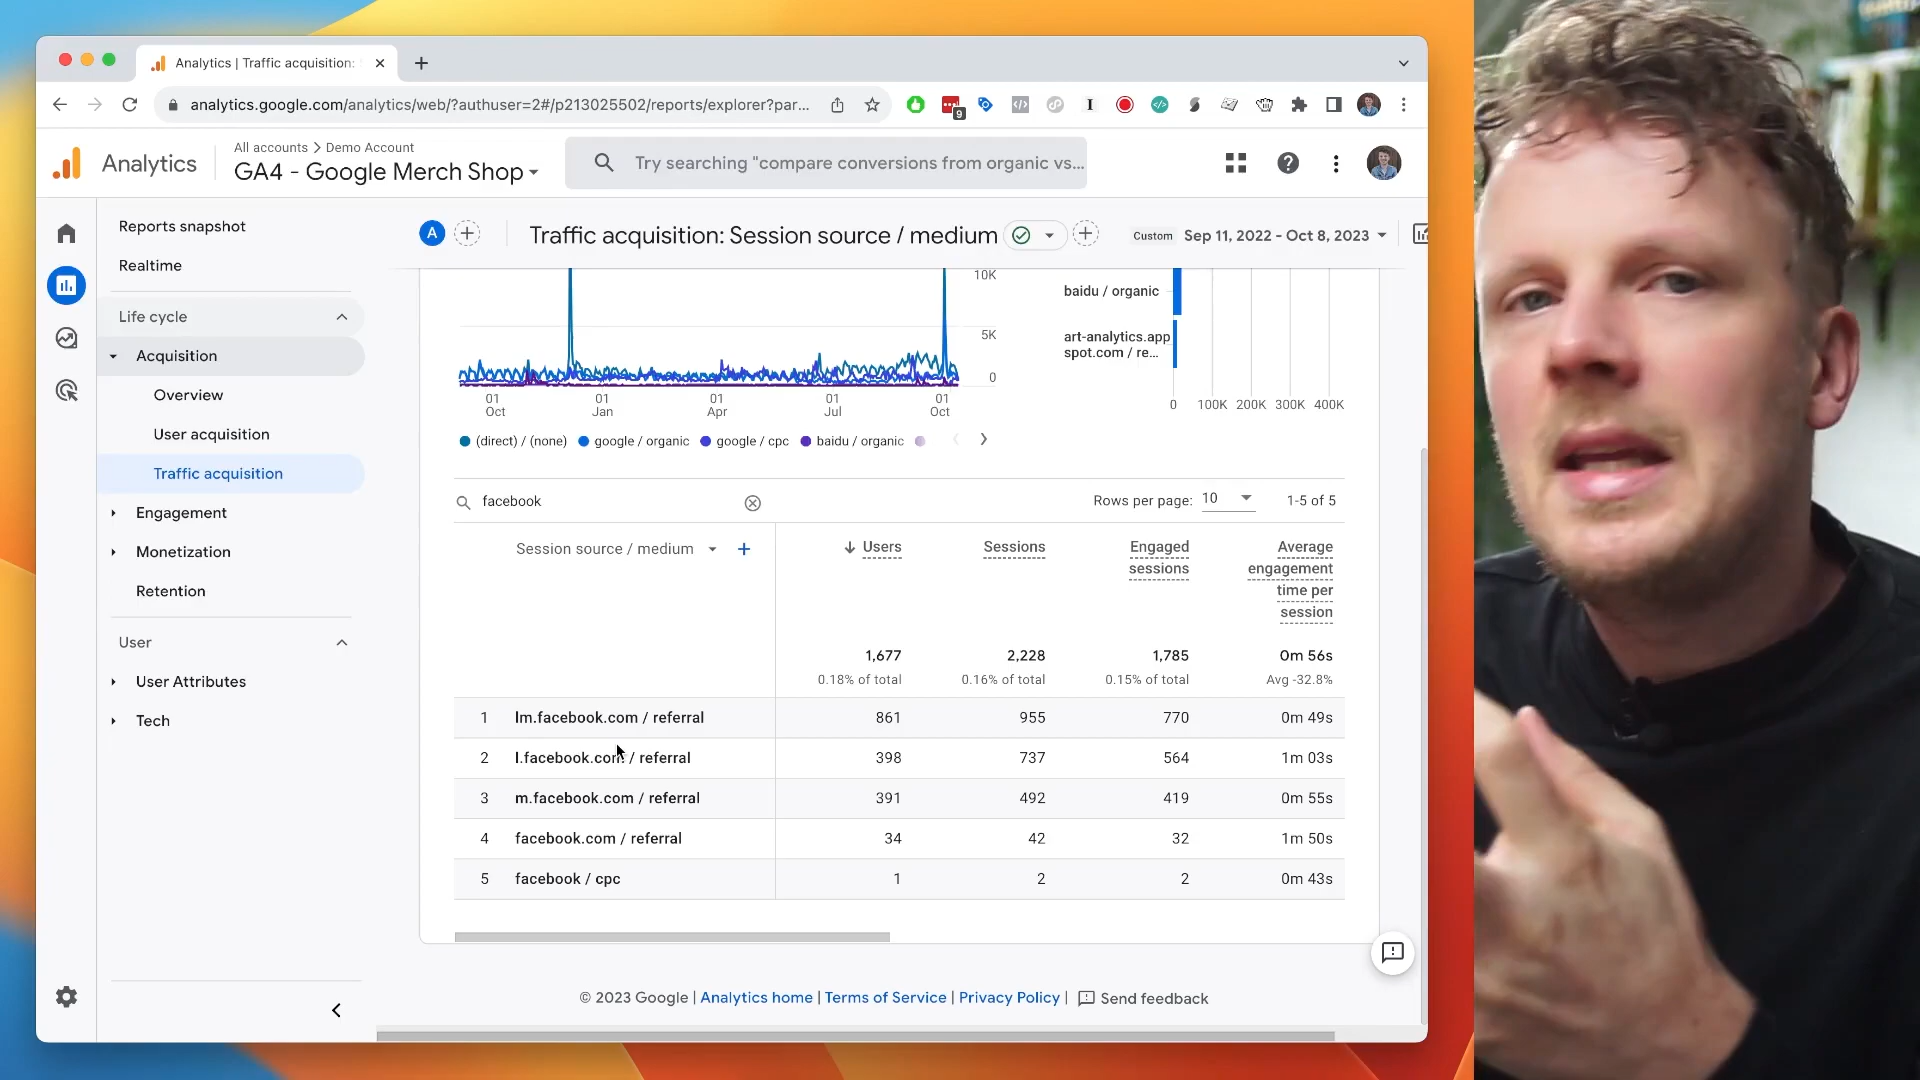 Analytics | Traffic acquisition:
analytics.google.com/analytics/web/?authuser=2#/p213025502/reports/explorer?par...
9
Analytics
All accounts > Demo Account
GA4 - Google Merch Shop
Try searching "compare conversions from organic vs...
Reports snapshot
Realtime
Life cycle
Acquisition
Overview
User acquisition
Traffic acquisition
Engagement
Monetization
Retention
User
User Attributes
Tech
A
Traffic acquisition: Session source / medium
Custom Sep 11, 2022 - Oct 8, 2023
10K
5K
0
01 Oct
01 Jan
01 Apr
01 Jul
01 Oct
(direct) / (none) google / organic google / cpc baidu / organic
baidu / organic
art-analytics.app
spot.com / re...
0 100K 200K 300K 400K
facebook
Rows per page: 10 1-5 of 5
Session source / medium
Users
Sessions
Engaged
sessions
Average
engagement
time per
session
1,677 2,228 1,785 0m 56s
0.18% of total 0.16% of total 0.15% of total Avg -32.8%
1 lm.facebook.com / referral 861 955 770 0m 49s
2 l.facebook.com / referral 398 737 564 1m 03s
3 m.facebook.com / referral 391 492 419 0m 55s
4 facebook.com / referral 34 42 32 1m 50s
5 facebook / cpc 1 2 2 0m 43s
© 2023 Google | Analytics home | Terms of Service | Privacy Policy | Send feedback